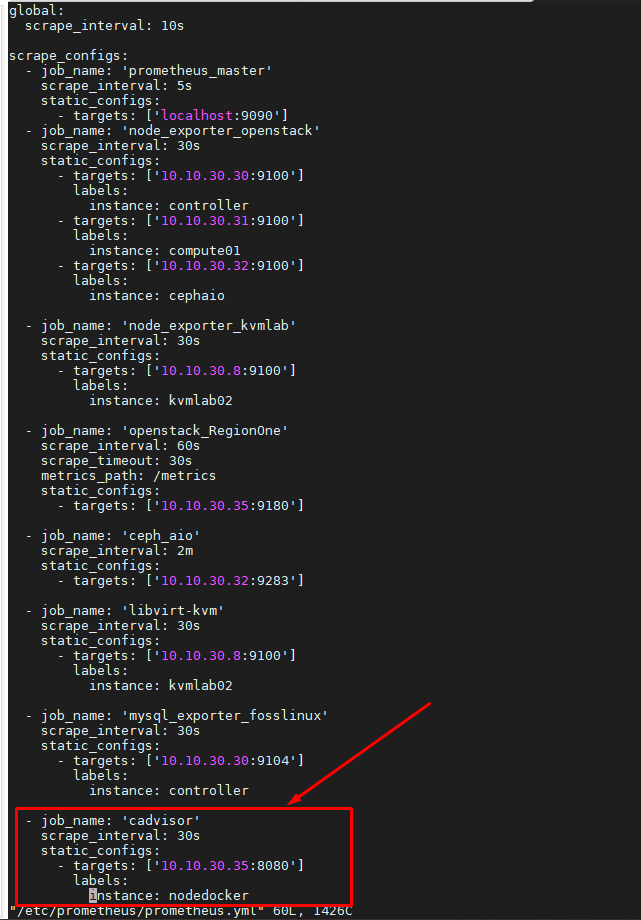 global:
  scrape_interval: 10s

scrape_configs:
  - job_name: 'prometheus_master'
    scrape_interval: 5s
    static_configs:
      - targets: ['localhost:9090']
  - job_name: 'node_exporter_openstack'
    scrape_interval: 30s
    static_configs:
      - targets: ['10.10.30.30:9100']
        labels:
          instance: controller
      - targets: ['10.10.30.31:9100']
        labels:
          instance: compute01
      - targets: ['10.10.30.32:9100']
        labels:
          instance: cephaio

  - job_name: 'node_exporter_kvmlab'
    scrape_interval: 30s
    static_configs:
      - targets: ['10.10.30.8:9100']
        labels:
          instance: kvmlab02

  - job_name: 'openstack_RegionOne'
    scrape_interval: 60s
    scrape_timeout: 30s
    metrics_path: /metrics
    static_configs:
      - targets: ['10.10.30.35:9180']

  - job_name: 'ceph_aio'
    scrape_interval: 2m
    static_configs:
      - targets: ['10.10.30.32:9283']

  - job_name: 'libvirt-kvm'
    scrape_interval: 30s
    static_configs:
      - targets: ['10.10.30.8:9100']
        labels:
          instance: kvmlab02

  - job_name: 'mysql_exporter_fosslinux'
    scrape_interval: 30s
    static_configs:
      - targets: ['10.10.30.30:9104']
        labels:
          instance: controller

  - job_name: 'cadvisor'
    scrape_interval: 30s
    static_configs:
      - targets: ['10.10.30.35:8080']
        labels:
          instance: nodedocker
"/etc/prometheus/prometheus.yml" 60L, 1426C